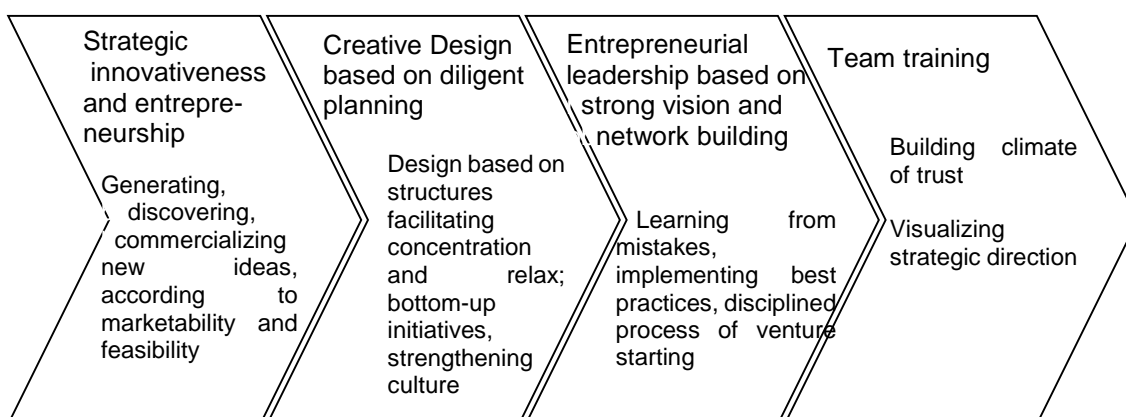 Strategic
innovativeness
and entrepre-
neurship
Generating,
discovering,
commercializing
new ideas,
according to
marketability and
feasibility
Creative Design
based on diligent
planning
Design based on
structures
facilitating
concentration
and relax;
bottom-up
initiatives,
strengthening
culture
Entrepreneurial
leadership based on
strong vision and
network building
Learning from
mistakes,
implementing best
practices, disciplined
process of venture
starting
Team training
Building climate
of trust
Visualizing
strategic direction